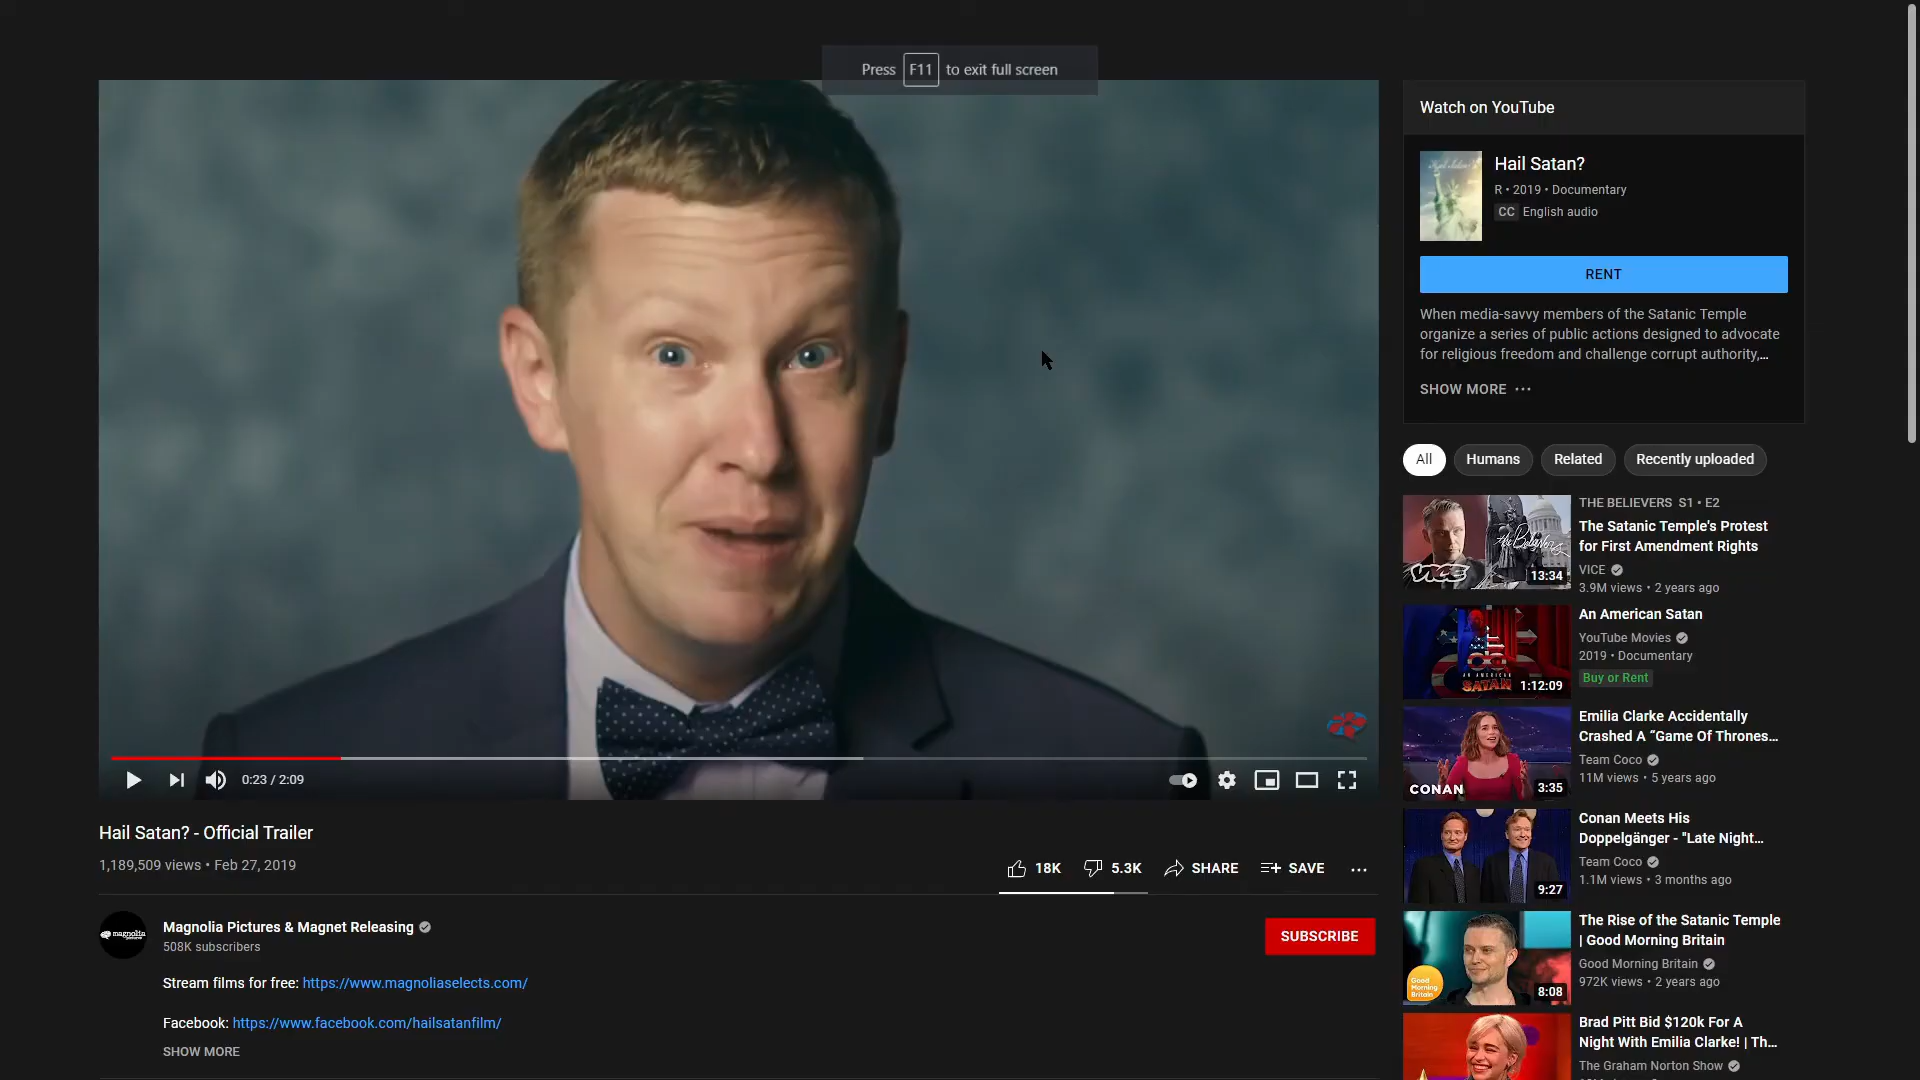 Press F11 to exit full screen
0:23 / 2:09
Hail Satan? - Official Trailer
1,189,509 views • Feb 27, 2019
18K
5.3K
SHARE
SAVE
magnolia
Magnolia Pictures & Magnet Releasing
508K subscribers
SUBSCRIBE
Stream films for free: https://www.magnoliaselects.com/
Facebook: https://www.facebook.com/hailsatanfilm/
SHOW MORE
Watch on YouTube
Hail Satan?
R • 2019 • Documentary
CC English audio
RENT
When media-savvy members of the Satanic Temple
organize a series of public actions designed to advocate
for religious freedom and challenge corrupt authority,...
SHOW MORE
All
Humans
Related
Recently uploaded
the Believers
VICE
13:34
THE BELIEVERS S1 • E2
The Satanic Temple's Protest
for First Amendment Rights
VICE
3.9M views • 2 years ago
AN AMERICAN
SATAN
1:12:09
An American Satan
YouTube Movies
2019 • Documentary
Buy or Rent
CONAN
3:35
Emilia Clarke Accidentally
Crashed A “Game Of Thrones...
Team Coco
11M views • 5 years ago
9:27
Conan Meets His
Doppelgänger - "Late Night...
Team Coco
1.1M views • 3 months ago
Good
Morning
Britain
8:08
The Rise of the Satanic Temple
| Good Morning Britain
Good Morning Britain
972K views • 2 years ago
Brad Pitt Bid $120k For A
Night With Emilia Clarke! | Th...
The Graham Norton Show